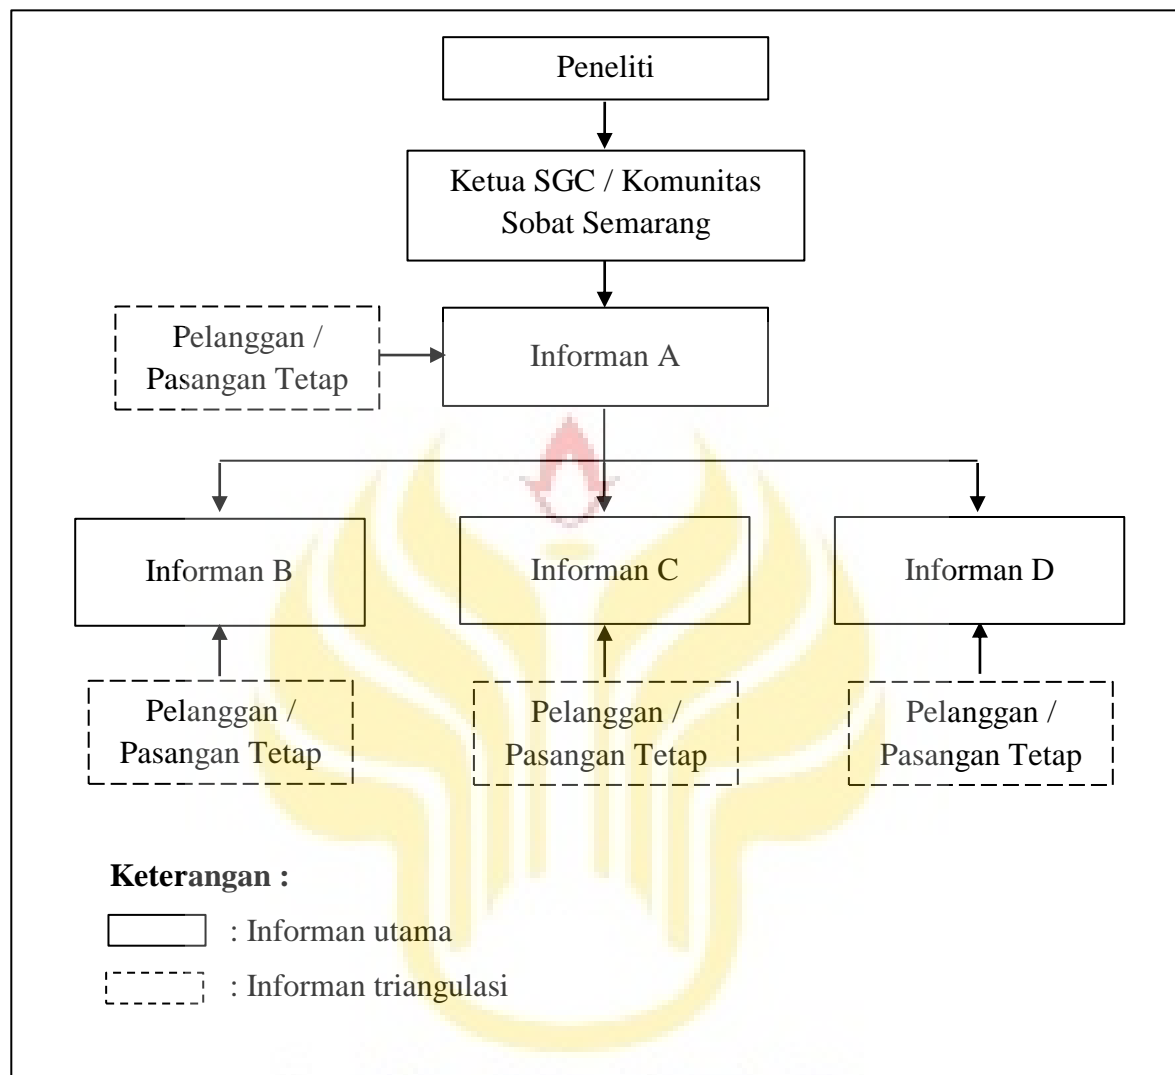 Peneliti
Ketua SGC / Komunitas
Sobat Semarang
Pelanggan /
Pasangan Tetap
Informan A
Informan B
Informan C
Informan D
Pelanggan /
Pasangan Tetap
Pelanggan /
Pasangan Tetap
Pelanggan /
Pasangan Tetap
Keterangan :
: Informan utama
: Informan triangulasi